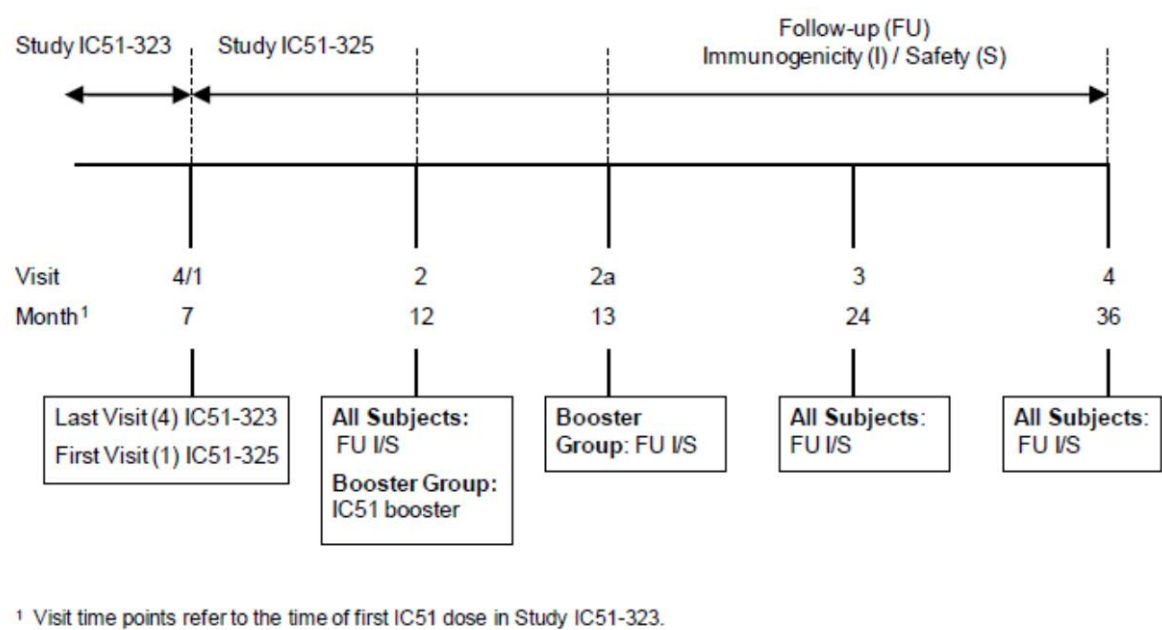 Study IC51-323
Study IC51-325
Follow-up (FU)
Immunogenicity (I) / Safety (S)
Visit 4/1 2 2a 3 4
Month¹ 7 12 13 24 36
Last Visit (4) IC51-323
First Visit (1) IC51-325
All Subjects:
FU I/S
Booster Group:
IC51 booster
Booster
Group: FU I/S
All Subjects:
FU I/S
All Subjects:
FU I/S
¹ Visit time points refer to the time of first IC51 dose in Study IC51-323.